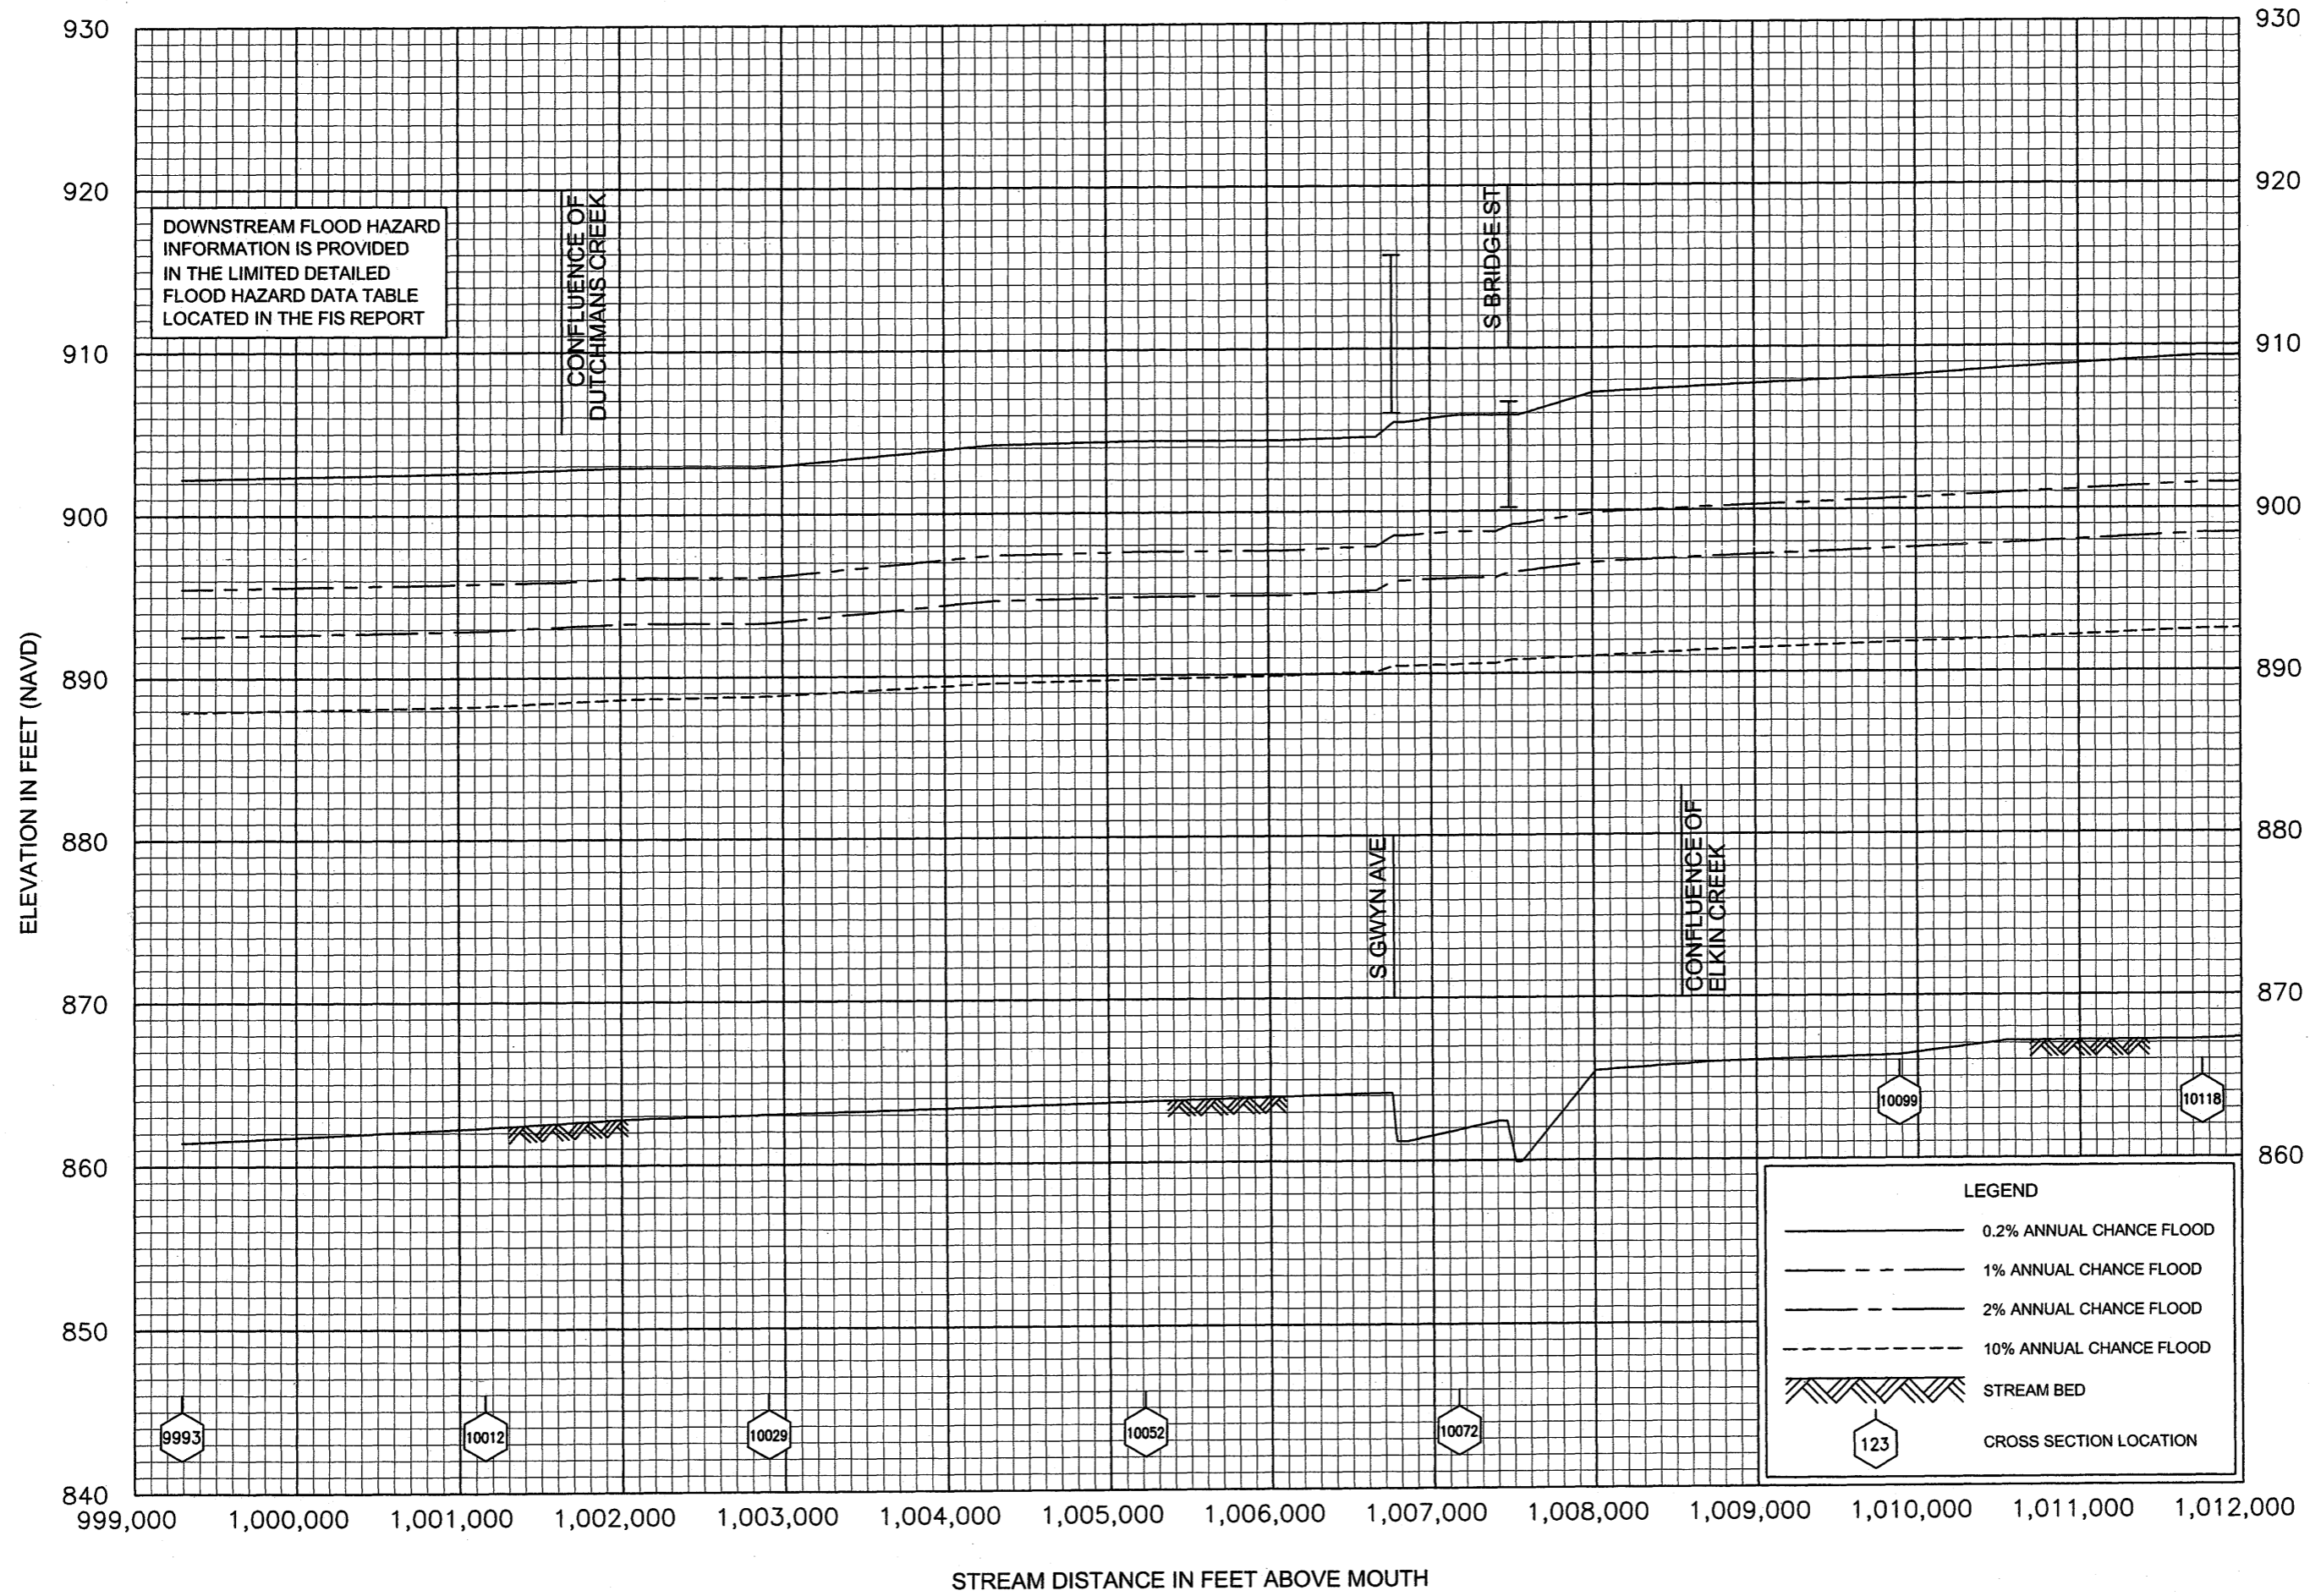 930
920
910
900
890
880
870
860
850
840
ELEVATION IN FEET (NAVD)
930
920
910
900
890
880
870
860
DOWNSTREAM FLOOD HAZARD
INFORMATION IS PROVIDED
IN THE LIMITED DETAILED
FLOOD HAZARD DATA TABLE
LOCATED IN THE FIS REPORT
CONFLUENCE OF
DUTCHMANS CREEK
S BRIDGE ST
S GWYN AVE
CONFLUENCE OF
ELKIN CREEK
9993
10012
10029
10052
10072
10099
10118
LEGEND
0.2% ANNUAL CHANCE FLOOD
1% ANNUAL CHANCE FLOOD
2% ANNUAL CHANCE FLOOD
10% ANNUAL CHANCE FLOOD
STREAM BED
123 CROSS SECTION LOCATION
999,000 1,000,000 1,001,000 1,002,000 1,003,000 1,004,000 1,005,000 1,006,000 1,007,000 1,008,000 1,009,000 1,010,000 1,011,000 1,012,000
STREAM DISTANCE IN FEET ABOVE MOUTH